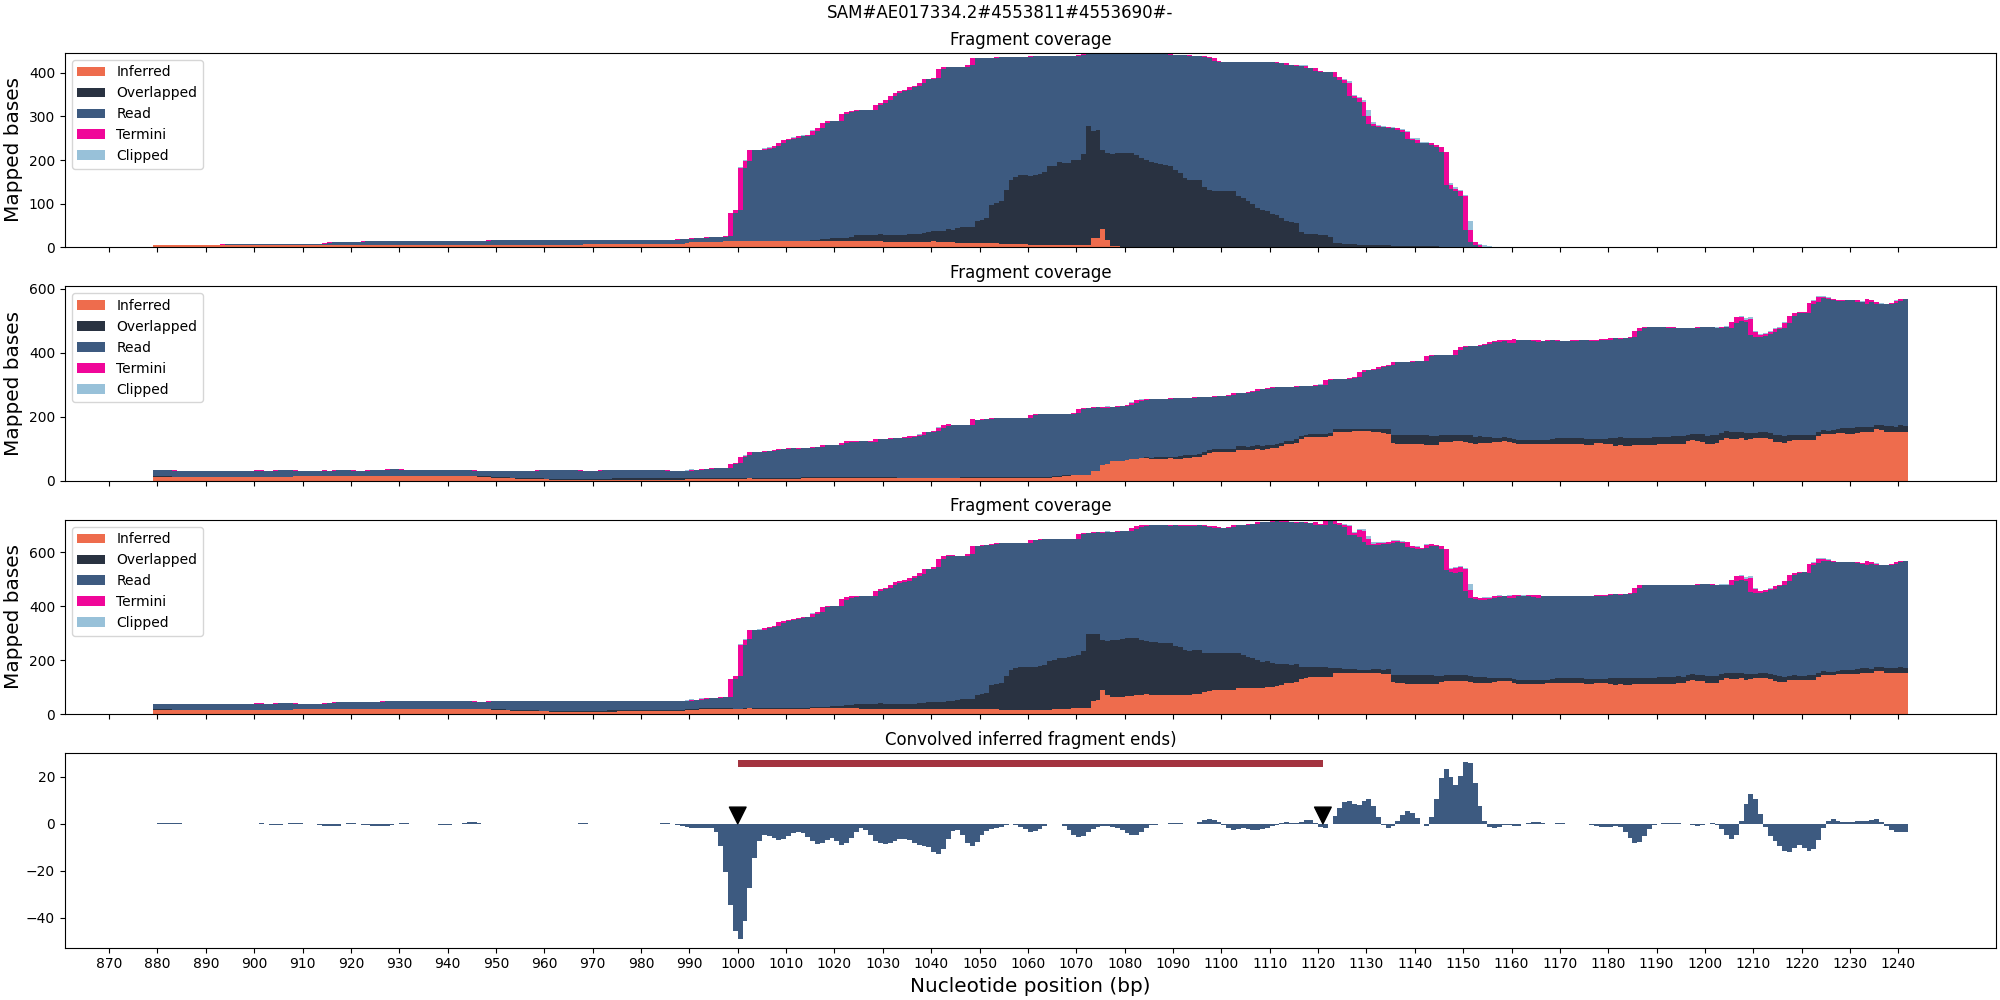 SAM#AE017334.2#4553811#4553690#-
Fragment coverage
Mapped bases
400
300
200
100
0
Inferred
Overlapped
Read
Termini
Clipped
Fragment coverage
Mapped bases
600
400
200
0
Inferred
Overlapped
Read
Termini
Clipped
Fragment coverage
Mapped bases
600
400
200
0
Inferred
Overlapped
Read
Termini
Clipped
Convolved inferred fragment ends)
20
0
−20
−40
870 880 890 900 910 920 930 940 950 960 970 980 990 1000 1010 1020 1030 1040 1050 1060 1070 1080 1090 1100 1110 1120 1130 1140 1150 1160 1170 1180 1190 1200 1210 1220 1230 1240
Nucleotide position (bp)